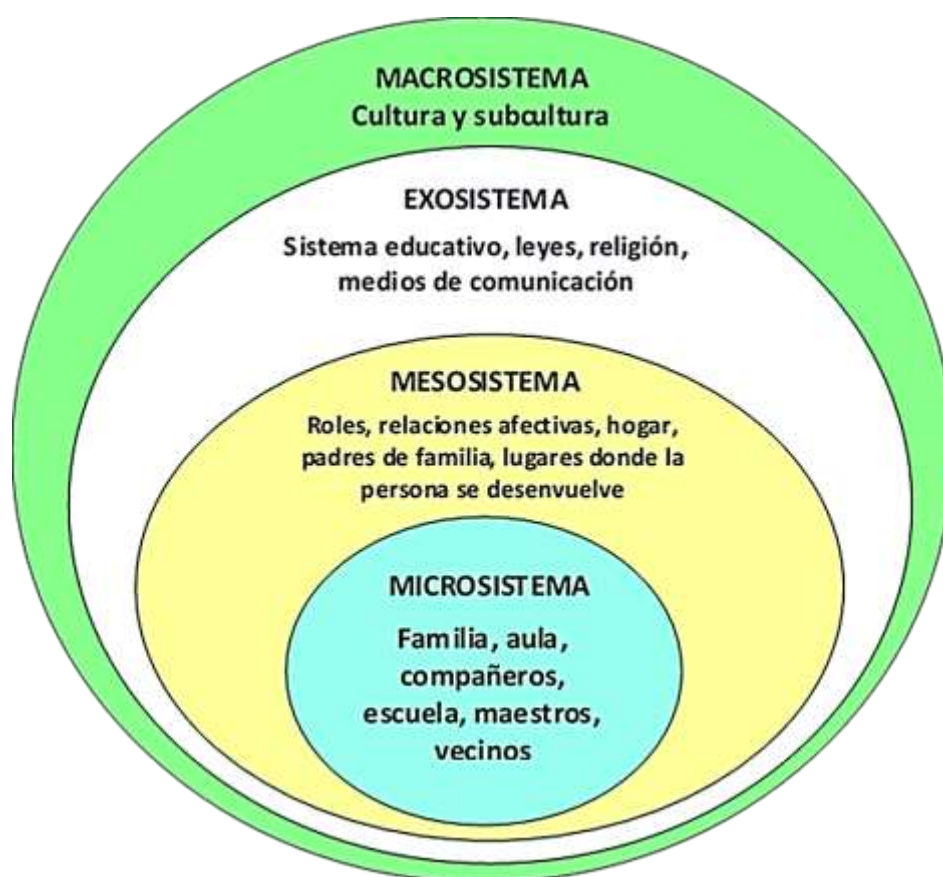 MACROSISTEMA
Cultura y subcultura
EXOSISTEMA
Sistema educativo, leyes, religión,
medios de comunicación
MESOSISTEMA
Roles, relaciones afectivas, hogar,
padres de familia, lugares donde la
persona se desenvuelve
MICROSISTEMA
Familia, aula,
compañeros,
escuela, maestros,
vecinos